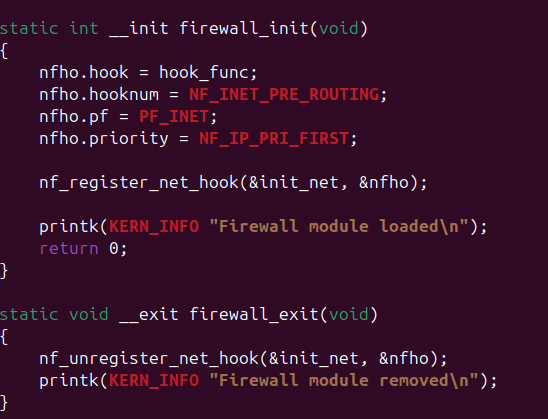 static int __init firewall_init(void)
{
    nfho.hook = hook_func;
    nfho.hooknum = NF_INET_PRE_ROUTING;
    nfho.pf = PF_INET;
    nfho.priority = NF_IP_PRI_FIRST;

    nf_register_net_hook(&init_net, &nfho);

    printk(KERN_INFO "Firewall module loaded\n");
    return 0;
}

static void __exit firewall_exit(void)
{
    nf_unregister_net_hook(&init_net, &nfho);
    printk(KERN_INFO "Firewall module removed\n");
}